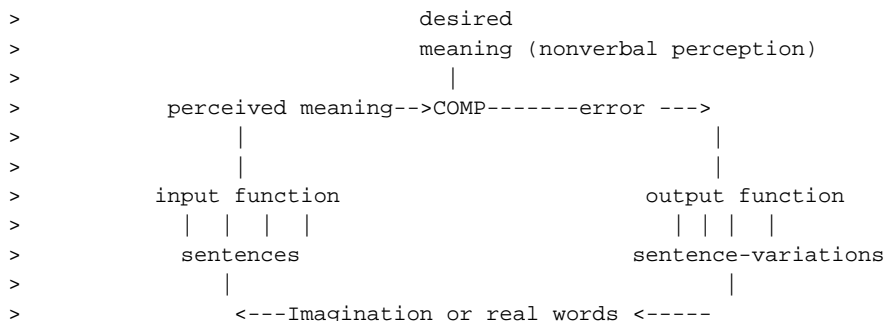 > desired
> meaning (nonverbal perception)
> |
> perceived meaning-->COMP-------error --->
> | |
> | |
> input function output function
> | | | | | | | |
> sentences sentence-variations
> | |
> <---Imagination or real words <-----